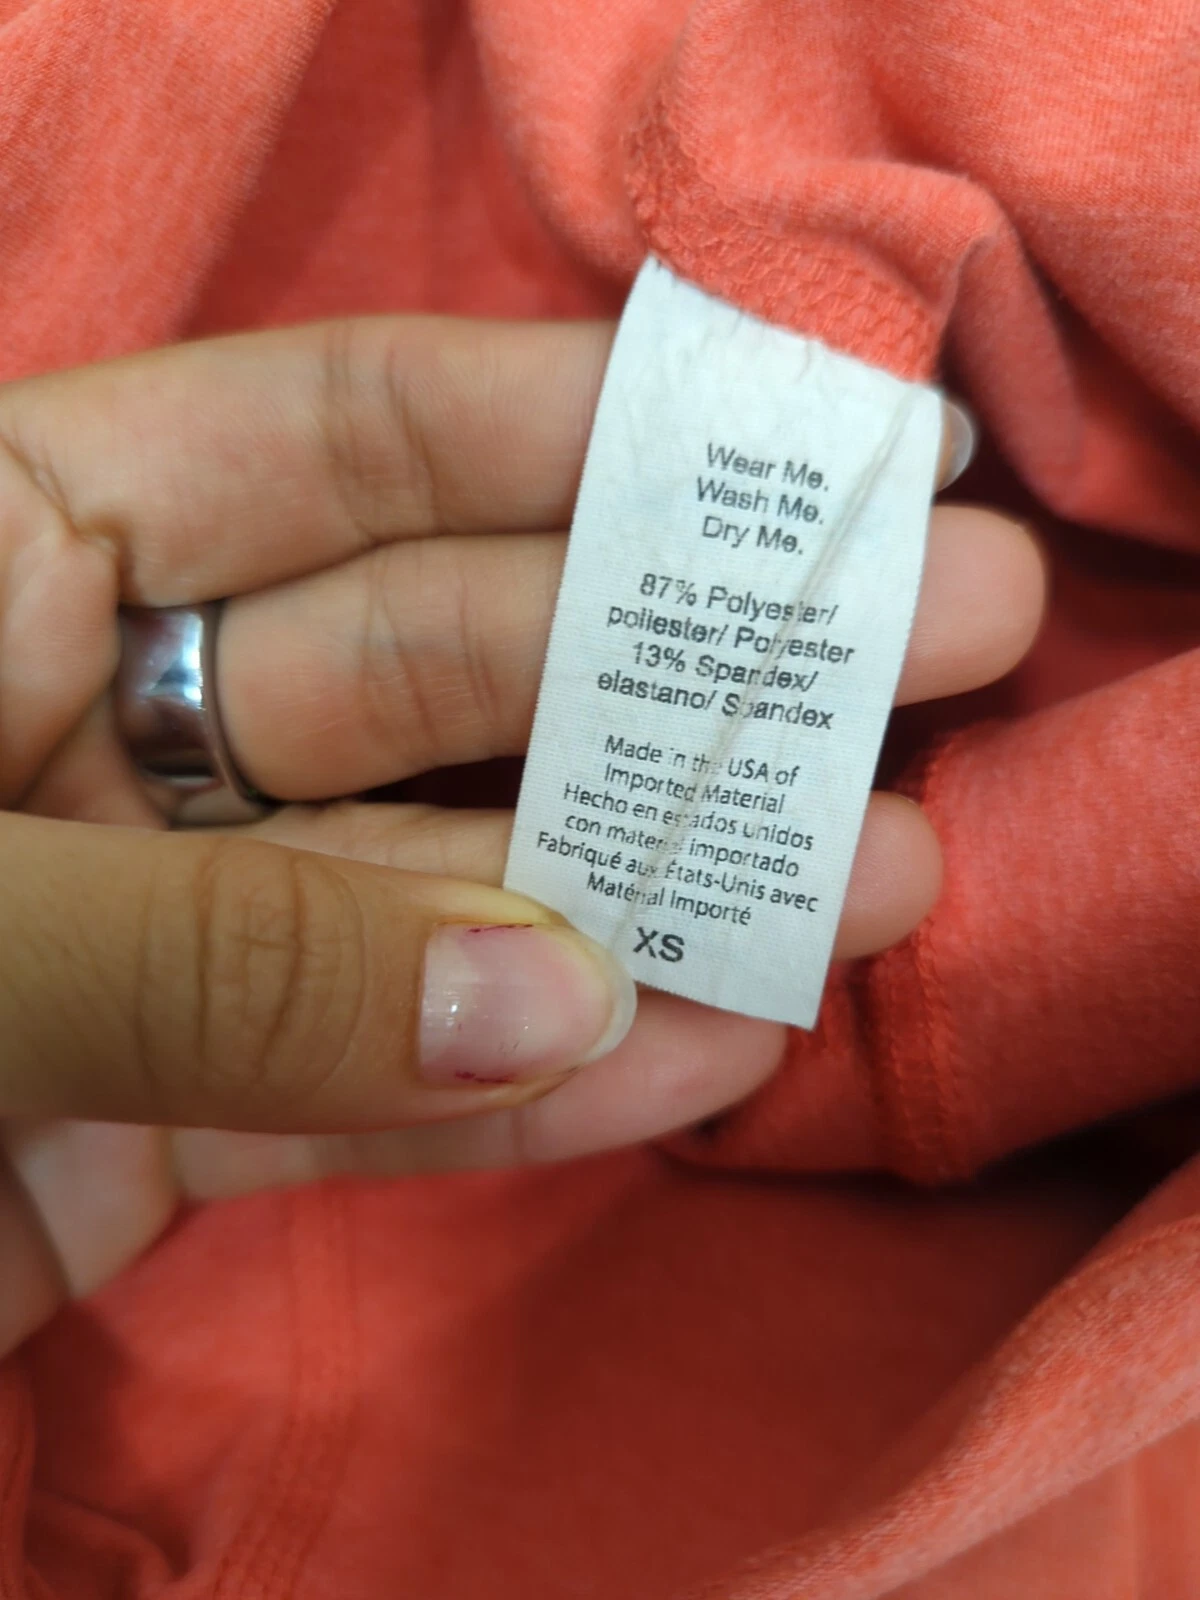 Wear Me.
Wash Me.
Dry Me.
87% Polyester/
poliester/ Polyester
13% Spandex/
elastano/ Spandex
Made in the USA of
Imported Material
Hecho en estados unidos
con material importado
Fabriqué aux États-Unis avec
Matérial Importé
XS